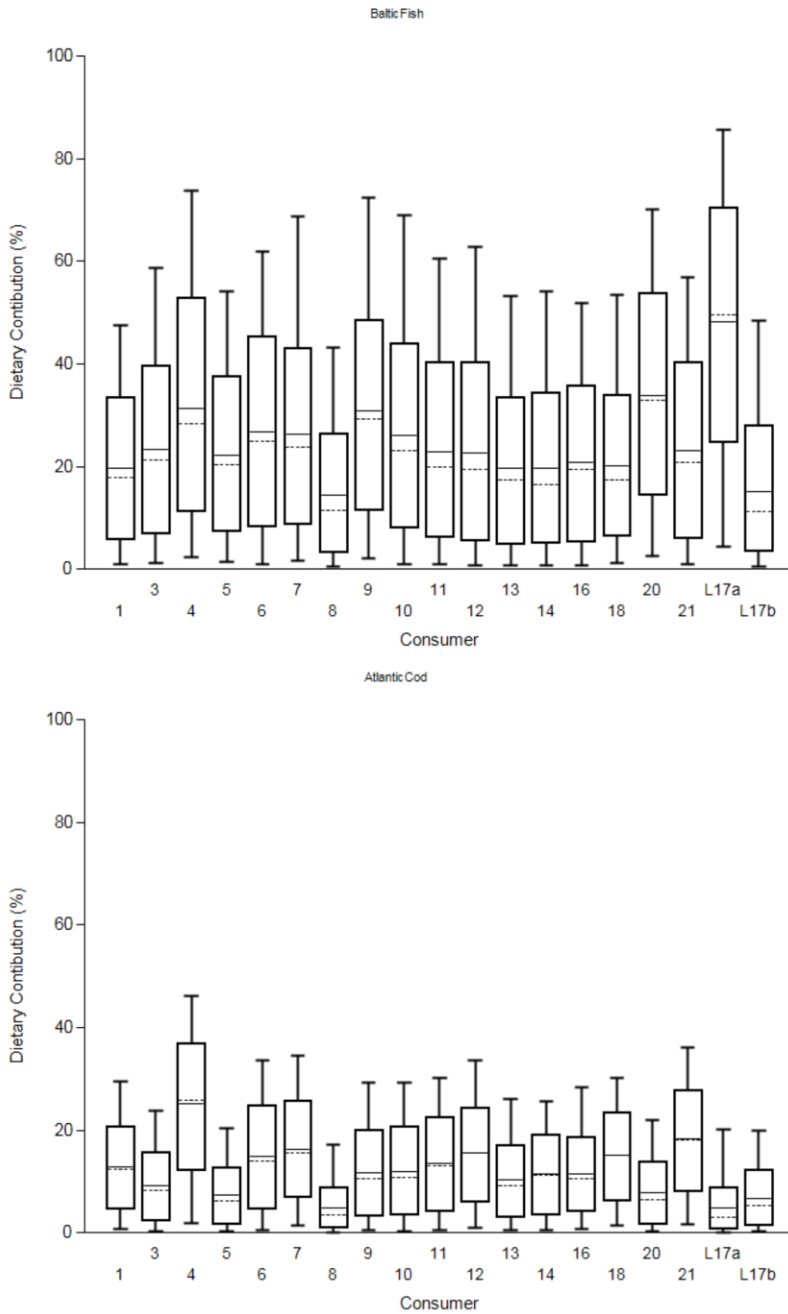 Baltic Fish
100
80
60
40
20
0
Dietary Contibution (%)
3 5 7 9 11 13 16 20 L17a
1 4 6 8 10 12 14 18 21 L17b
Consumer
Atlantic Cod
100
80
60
40
20
0
Dietary Contibution (%)
3 5 7 9 11 13 16 20 L17a
1 4 6 8 10 12 14 18 21 L17b
Consumer